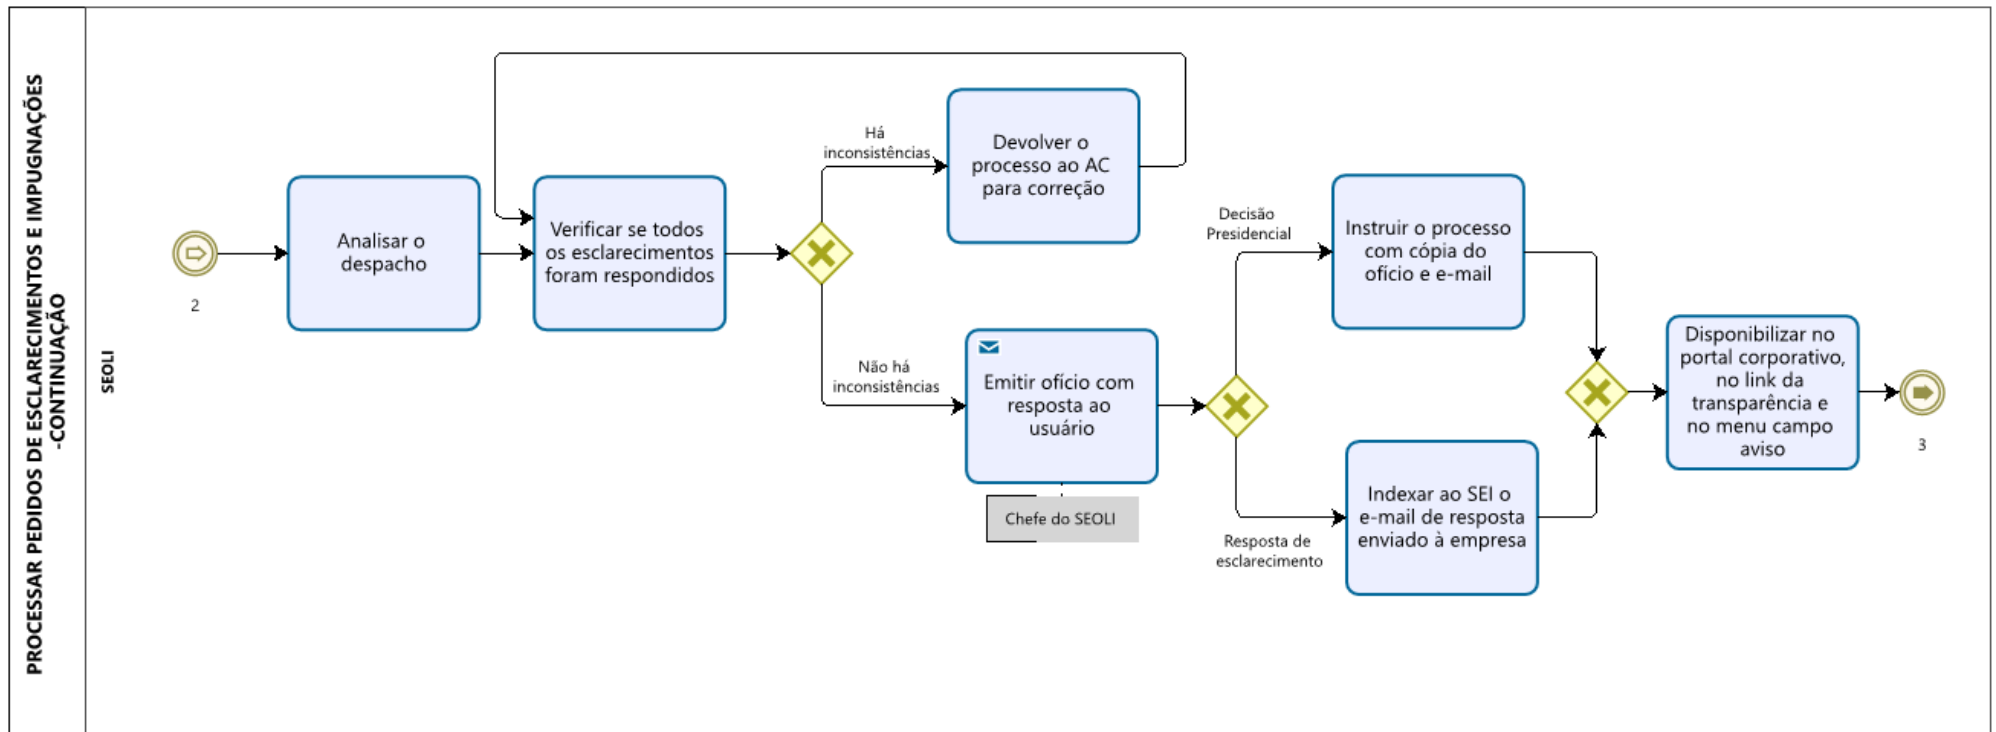 PROCESSAR PEDIDOS DE ESCLARECIMENTOS E IMPUGNAÇÕES
-CONTINUAÇÃO
SEOLI
2
Analisar o
despacho
Verificar se todos
os esclarecimentos
foram respondidos
Há
inconsistências
Devolver o
processo ao AC
para correção
Não há
inconsistências
Emitir ofício com
resposta ao
usuário
Chefe do SEOLI
Decisão
Presidencial
Instruir o processo
com cópia do
ofício e e-mail
Resposta de
esclarecimento
Indexar ao SEI o
e-mail de resposta
enviado à empresa
Disponibilizar no
portal corporativo,
no link da
transparência e
no menu campo
aviso
3